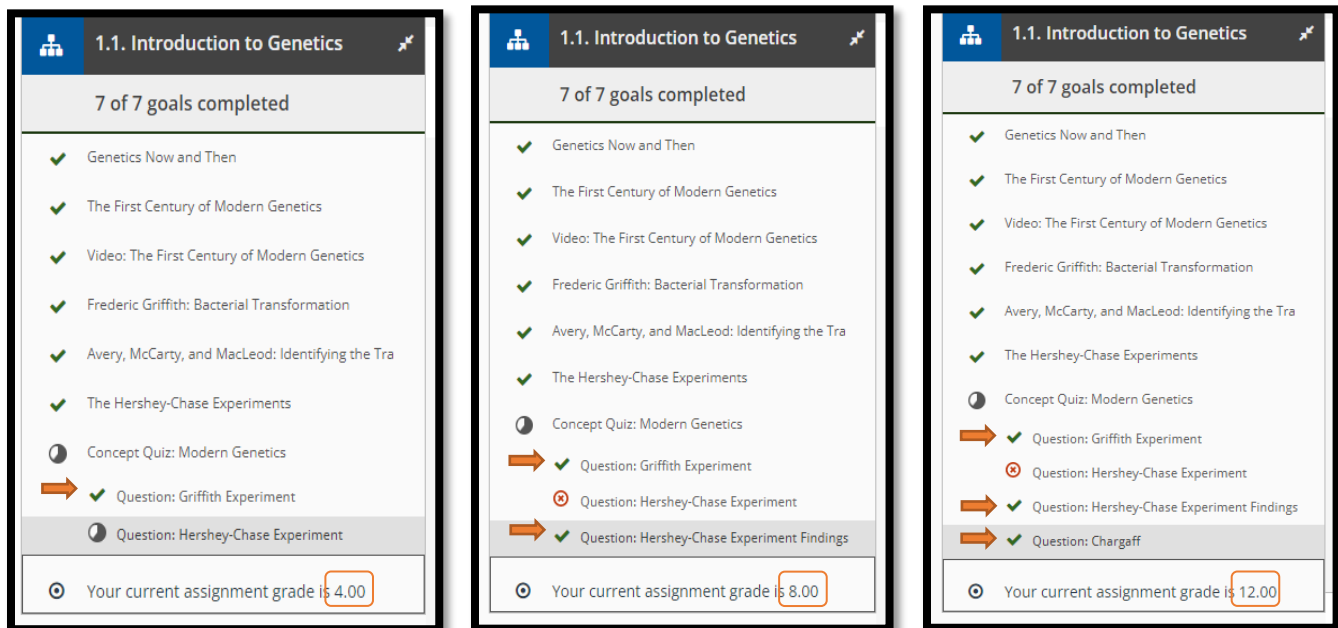 1.1. Introduction to Genetics
7 of 7 goals completed
Genetics Now and Then
The First Century of Modern Genetics
Video: The First Century of Modern Genetics
Frederic Griffith: Bacterial Transformation
Avery, McCarty, and MacLeod: Identifying the Tra
The Hershey-Chase Experiments
Concept Quiz: Modern Genetics
Question: Griffith Experiment
Question: Hershey-Chase Experiment
Your current assignment grade is 4.00
1.1. Introduction to Genetics
7 of 7 goals completed
Genetics Now and Then
The First Century of Modern Genetics
Video: The First Century of Modern Genetics
Frederic Griffith: Bacterial Transformation
Avery, McCarty, and MacLeod: Identifying the Tra
The Hershey-Chase Experiments
Concept Quiz: Modern Genetics
Question: Griffith Experiment
Question: Hershey-Chase Experiment
Question: Hershey-Chase Experiment Findings
Your current assignment grade is 8.00
1.1. Introduction to Genetics
7 of 7 goals completed
Genetics Now and Then
The First Century of Modern Genetics
Video: The First Century of Modern Genetics
Frederic Griffith: Bacterial Transformation
Avery, McCarty, and MacLeod: Identifying the Tra
The Hershey-Chase Experiments
Concept Quiz: Modern Genetics
Question: Griffith Experiment
Question: Hershey-Chase Experiment
Question: Hershey-Chase Experiment Findings
Question: Chargaff
Your current assignment grade is 12.00